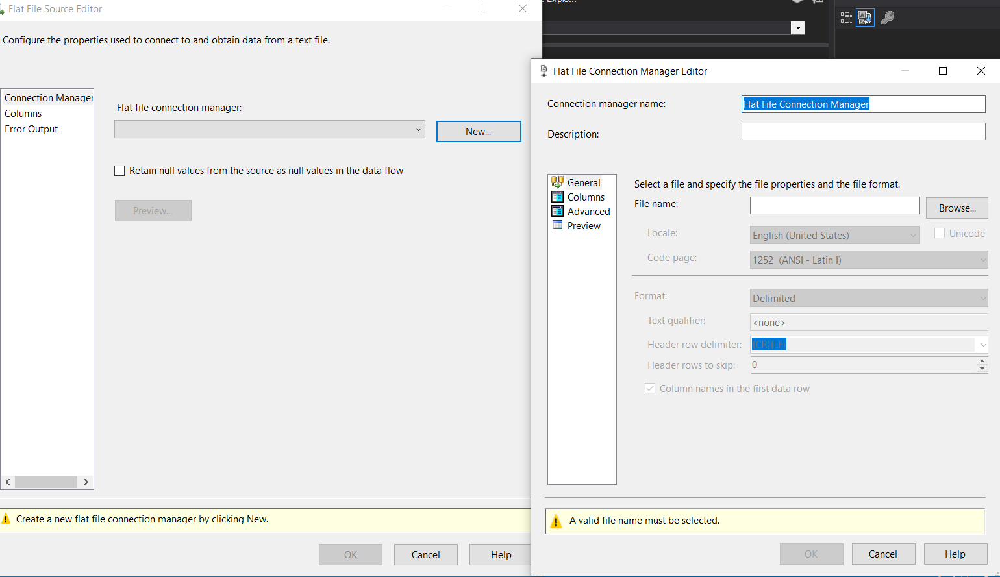 Flat File Source Editor
Configure the properties used to connect to and obtain data from a text file.
Connection Manager
Columns
Error Output
Flat file connection manager:
New...
Retain null values from the source as null values in the data flow
Preview...
Create a new flat file connection manager by clicking New.
OK Cancel Help
Flat File Connection Manager Editor
Connection manager name: Flat File Connection Manager
Description:
General
Columns
Advanced
Preview
Select a file and specify the file properties and the file format.
File name: Browse...
Locale: English (United States) Unicode
Code page: 1252 (ANSI - Latin I)
Format: Delimited
Text qualifier: <none>
Header row delimiter: {CR}{LF}
Header rows to skip: 0
Column names in the first data row
A valid file name must be selected.
OK Cancel Help